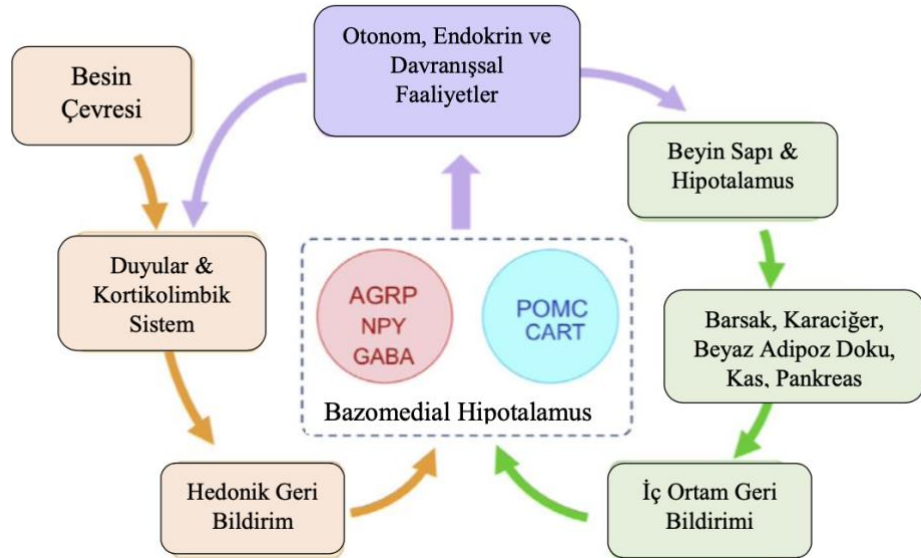 Otonom, Endokrin ve
Davranışsal
Faaliyetler
Besin
Çevresi
Beyin Sapı &
Hipotalamus
Duyular &
Kortikolimbik
Sistem
AGRP
NPY
GABA
POMC
CART
Bazomedial Hipotalamus
Barsak, Karaciğer,
Beyaz Adipoz Doku,
Kas, Pankreas
Hedonik Geri
Bildirim
İç Ortam Geri
Bildirimi